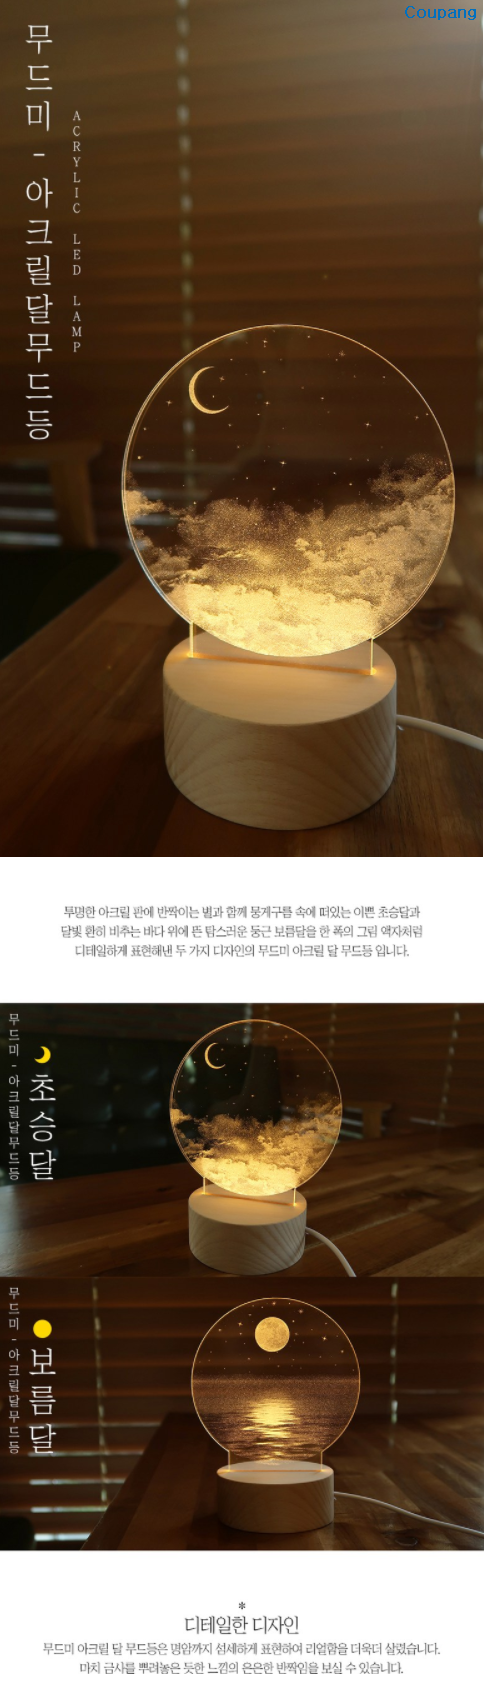 Coupang
무드미 - 아크릴달무드등
ACRYLIC LED LAMP
투명한 아크릴 판에 반짝이는 별과 함께 뭉게구름 속에 떠있는 이쁜 초승달과
달빛 환히 비추는 바다 위에 뜬 탐스러운 둥근 보름달을 한 폭의 그림 액자처럼
디테일하게 표현해낸 두 가지 디자인의 무드미 아크릴 달 무드등 입니다.
무드미 - 아크릴달무드등
초승달
무드미 - 아크릴달무드등
보름달
*
디테일한 디자인
무드미 아크릴 달 무드등은 명암까지 섬세하게 표현하여 리얼함을 더욱더 살렸습니다.
마치 금사를 뿌려놓은 듯한 느낌의 은은한 반짝임을 보실 수 있습니다.